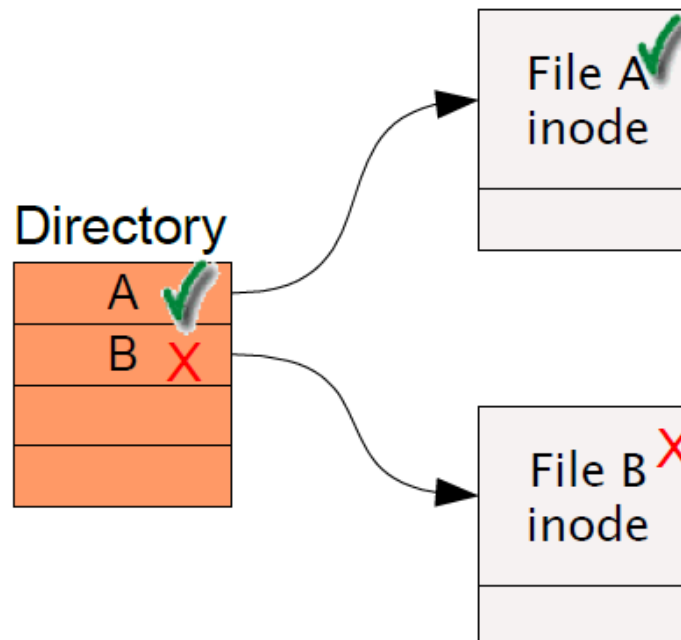 File A
inode
Directory
A
B X
File B X
inode